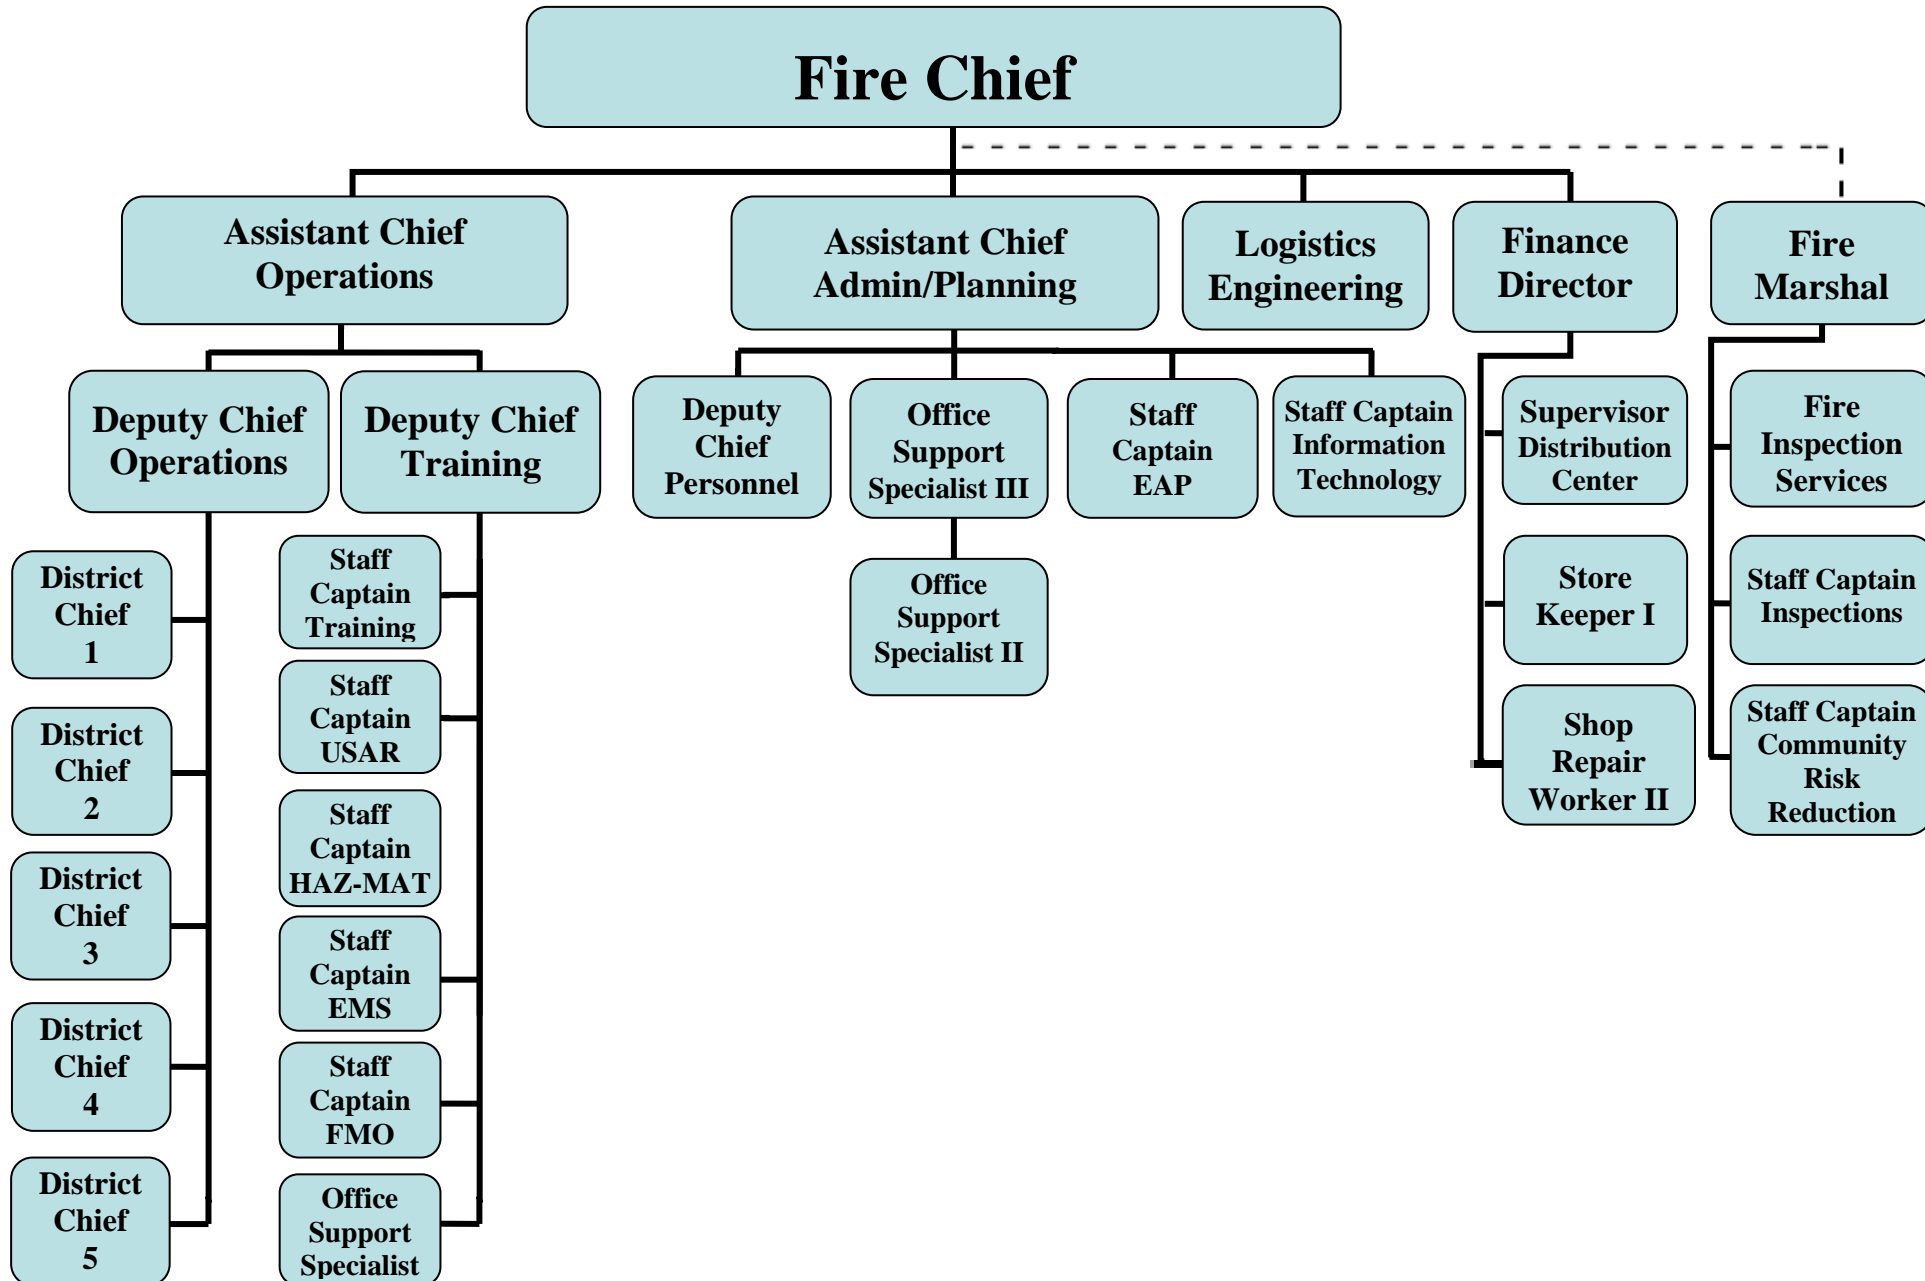 Fire Chief
Assistant Chief
Operations
Assistant Chief
Admin/Planning
Logistics
Engineering
Finance
Director
Fire
Marshal
Deputy Chief
Operations
Deputy Chief
Training
Deputy
Chief
Personnel
Office
Support
Specialist III
Staff
Captain
EAP
Staff Captain
Information
Technology
Supervisor
Distribution
Center
Fire
Inspection
Services
District
Chief
1
Staff
Captain
Training
Office
Support
Specialist II
Store
Keeper I
Staff Captain
Inspections
District
Chief
2
Staff
Captain
USAR
Shop
Repair
Worker II
Staff Captain
Community
Risk
Reduction
District
Chief
3
Staff
Captain
HAZ-MAT
District
Chief
4
Staff
Captain
EMS
Staff
Captain
FMO
District
Chief
5
Office
Support
Specialist